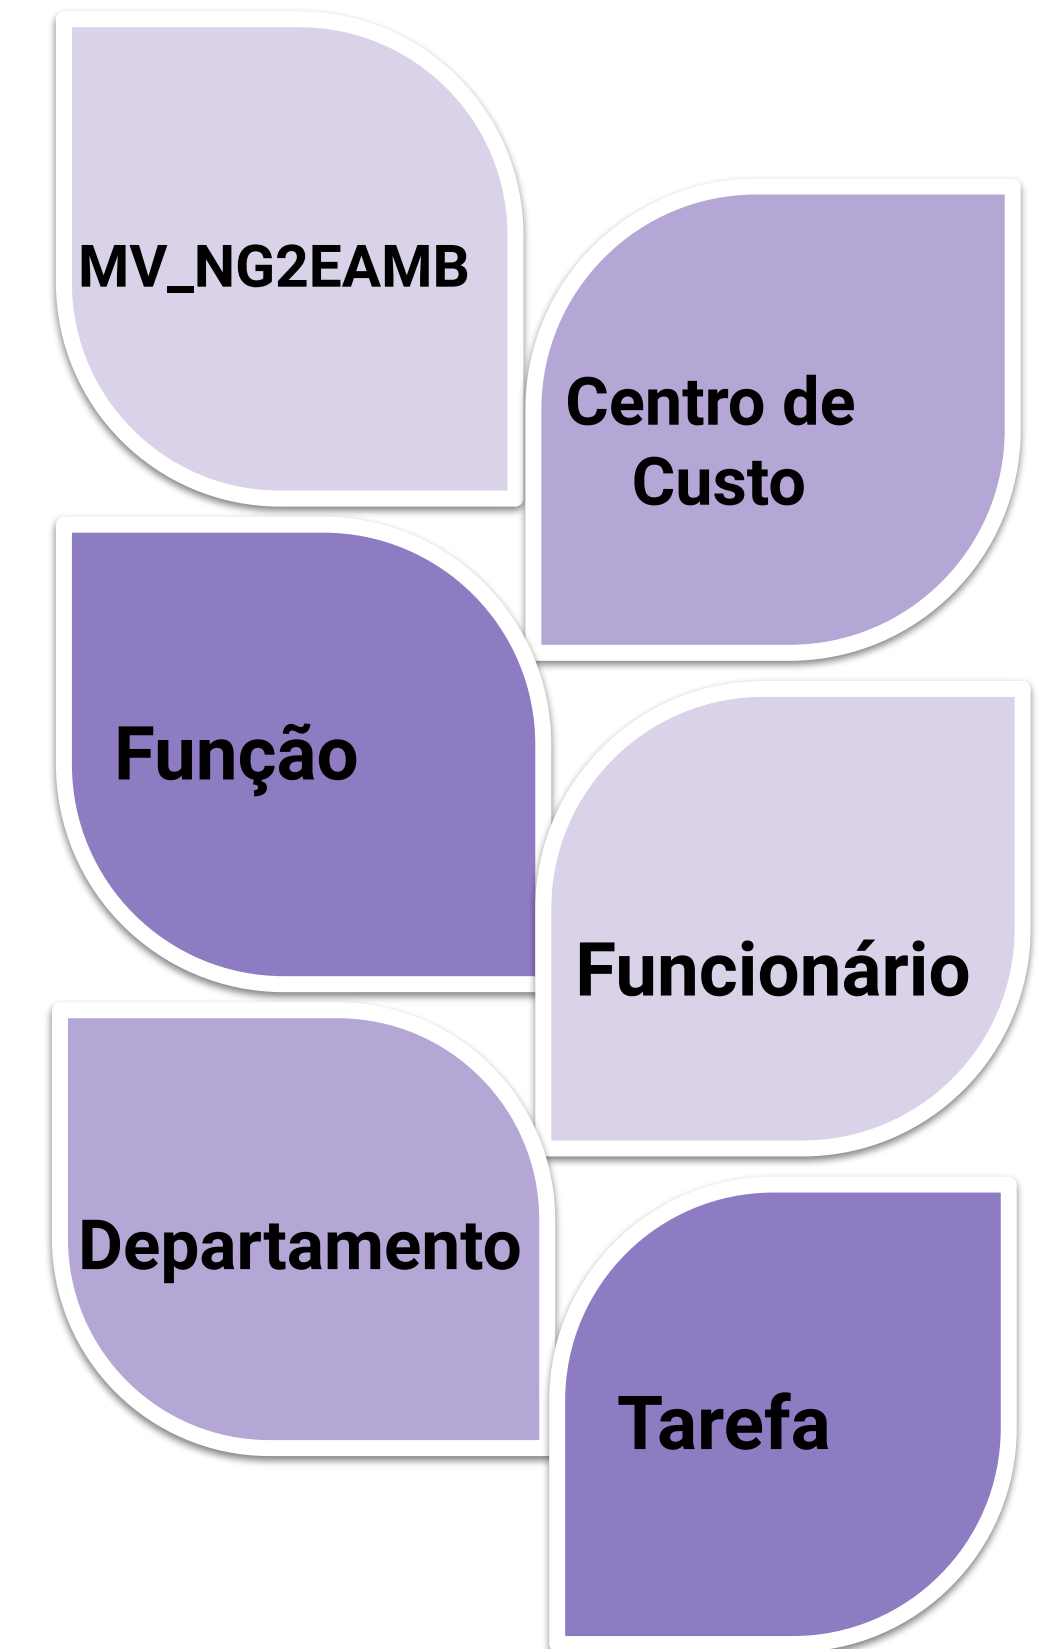 MV_NG2EAMB
Centro de
Custo
Função
Funcionário
Departamento
Tarefa